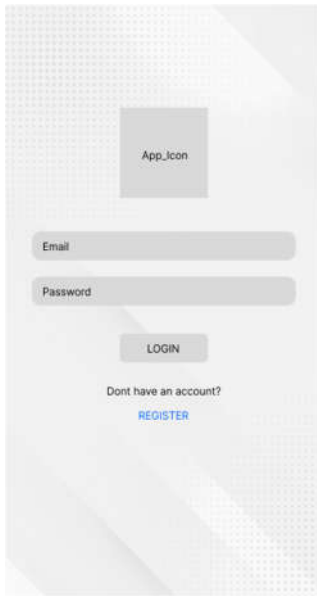 App_Icon
Email
Password
LOGIN
Dont have an account?
REGISTER